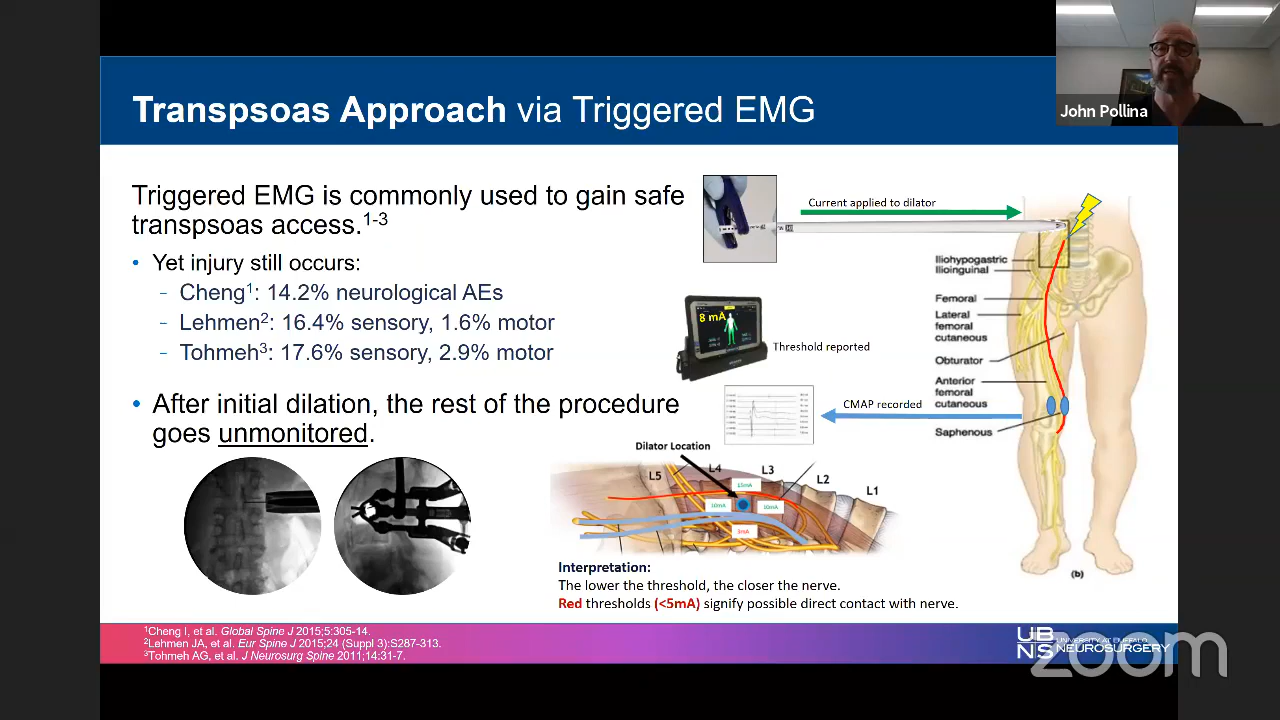 John Pollina
Transpsoas Approach via Triggered EMG
Triggered EMG is commonly used to gain safe
transpsoas access.1-3
• Yet injury still occurs:
- Cheng1: 14.2% neurological AEs
- Lehmen2: 16.4% sensory, 1.6% motor
- Tohmeh3: 17.6% sensory, 2.9% motor
• After initial dilation, the rest of the procedure
goes unmonitored.
Current applied to dilator
8 mA
Threshold reported
CMAP recorded
Iliohypogastric
Ilioinguinal
Femoral
Lateral
femoral
cutaneous
Obturator
Anterior
femoral
cutaneous
Saphenous
(b)
Dilator Location
L5
L4
L3
L2
L1
15mA
10mA
10mA
3mA
Interpretation:
The lower the threshold, the closer the nerve.
Red thresholds (<5mA) signify possible direct contact with nerve.
1Cheng I, et al. Global Spine J 2015;5:305-14.
2Lehmen JA, et al. Eur Spine J 2015;24 (Suppl 3):S287-313.
3Tohmeh AG, et al. J Neurosurg Spine 2011;14:31-7.
UB
NS
UNIVERSITY AT BUFFALO
NEUROSURGERY
zoom